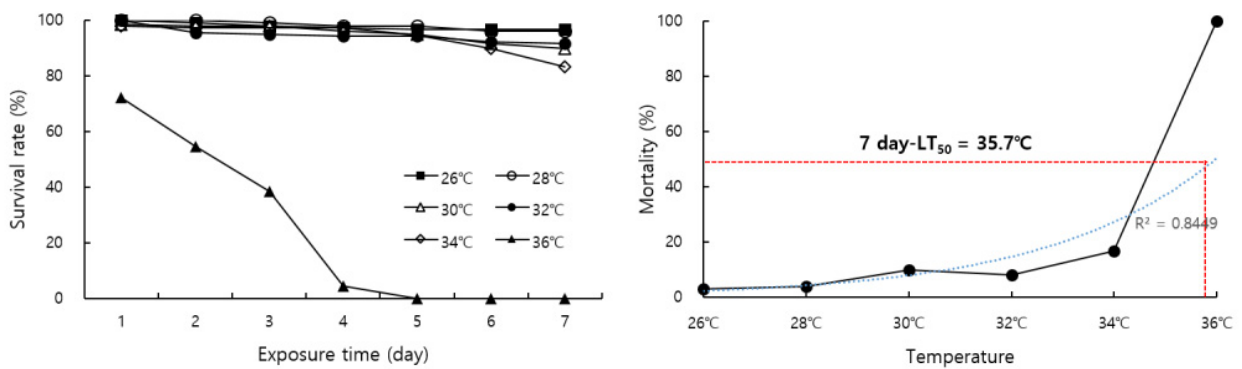 100
80
60
40
20
0
Survival rate (%)
26℃ 28℃
30℃ 32℃
34℃ 36℃
1 2 3 4 5 6 7
Exposure time (day)
100
80
60
40
20
0
Mortality (%)
7 day-LT₅₀ = 35.7℃
R² = 0.8449
26℃ 28℃ 30℃ 32℃ 34℃ 36℃
Temperature